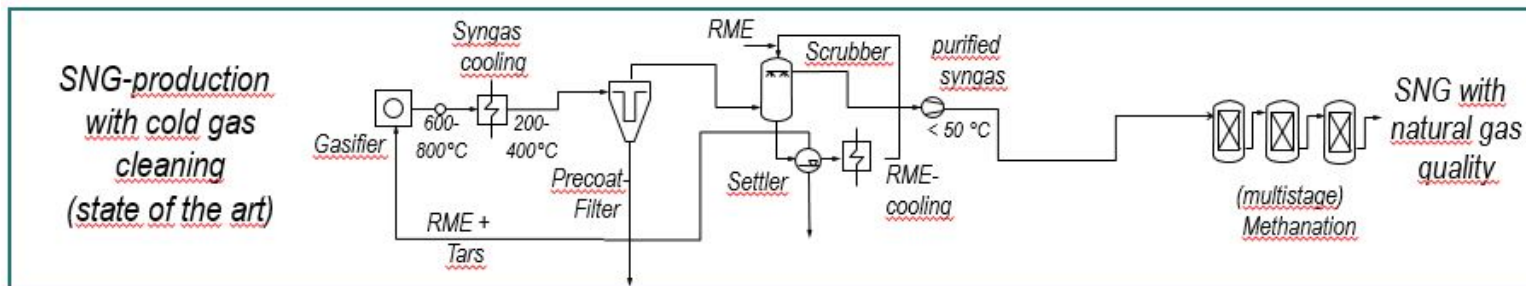 SNG-production
with cold gas
cleaning
(state of the art)
Gasifier
600-
800°C
Syngas
cooling
200-
400°C
Precoat-
Filter
RME +
Tars
RME
Scrubber
Settler
RME-
cooling
purified
syngas
< 50 °C
(multistage)
Methanation
SNG with
natural gas
quality